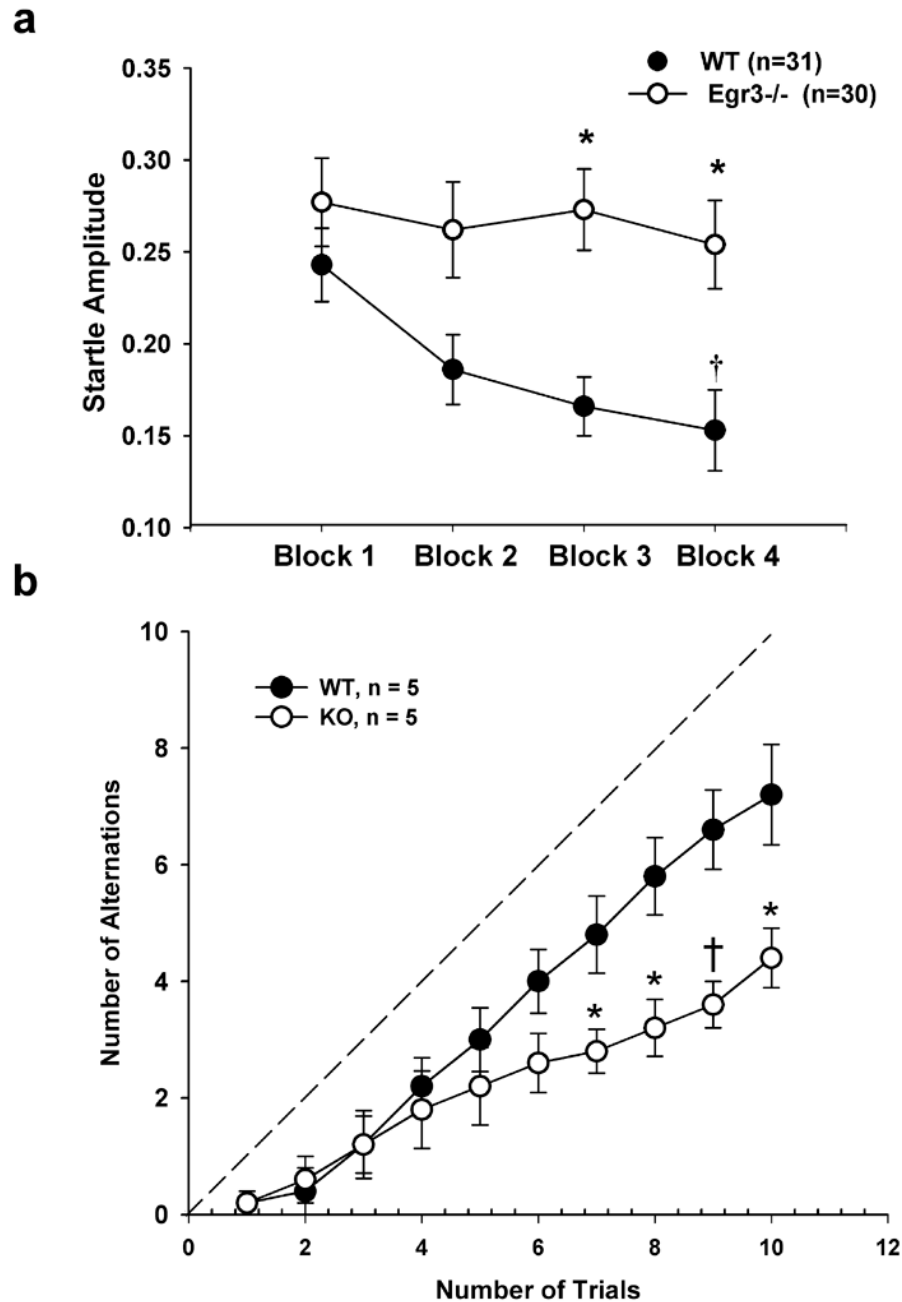 a
WT (n=31)
Egr3-/- (n=30)
Startle Amplitude
0.35
0.30
0.25
0.20
0.15
0.10
*
*
†
Block 1 Block 2 Block 3 Block 4
b
WT, n = 5
KO, n = 5
Number of Alternations
10
8
6
4
2
0
*
*
†
*
0 2 4 6 8 10 12
Number of Trials